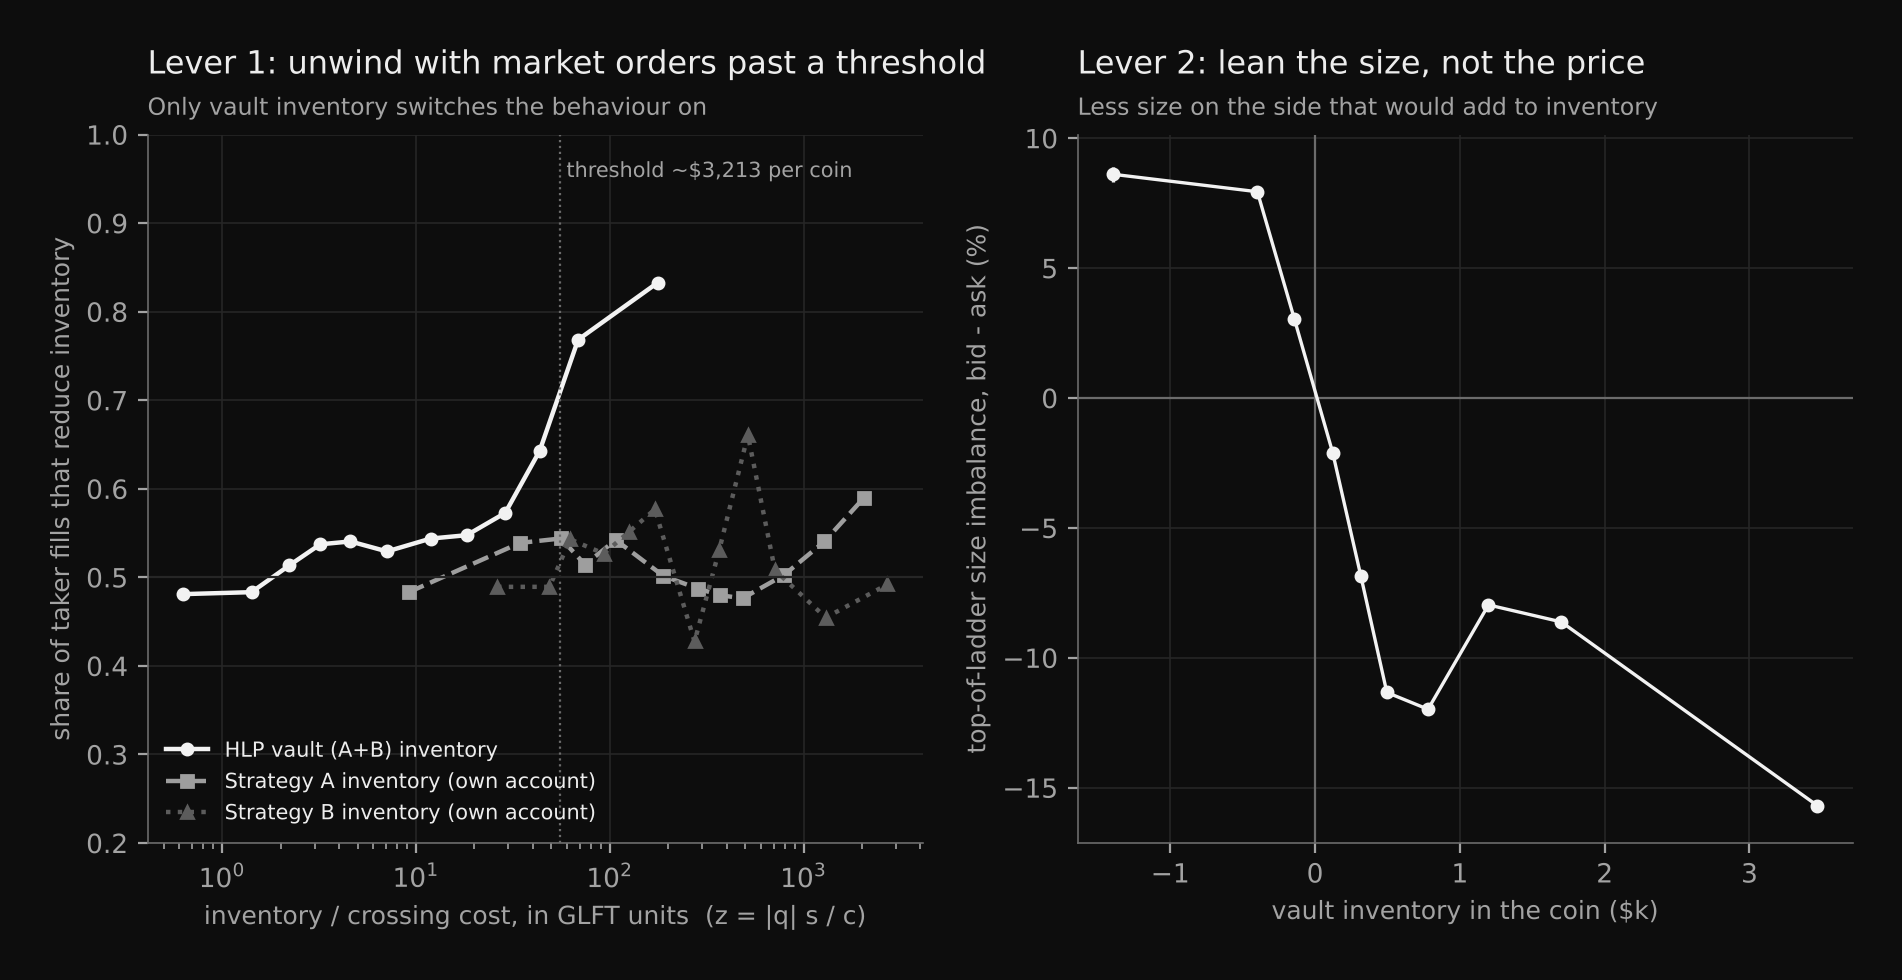 Lever 1: unwind with market orders past a threshold
Only vault inventory switches the behaviour on
share of taker fills that reduce inventory
1.0
0.9
0.8
0.7
0.6
0.5
0.4
0.3
0.2
threshold ~$3,213 per coin
HLP vault (A+B) inventory
Strategy A inventory (own account)
Strategy B inventory (own account)
10⁰ 10¹ 10² 10³
inventory / crossing cost, in GLFT units (z = |q| s / c)
Lever 2: lean the size, not the price
Less size on the side that would add to inventory
top-of-ladder size imbalance, bid - ask (%)
10
5
0
−5
−10
−15
−1 0 1 2 3
vault inventory in the coin ($k)